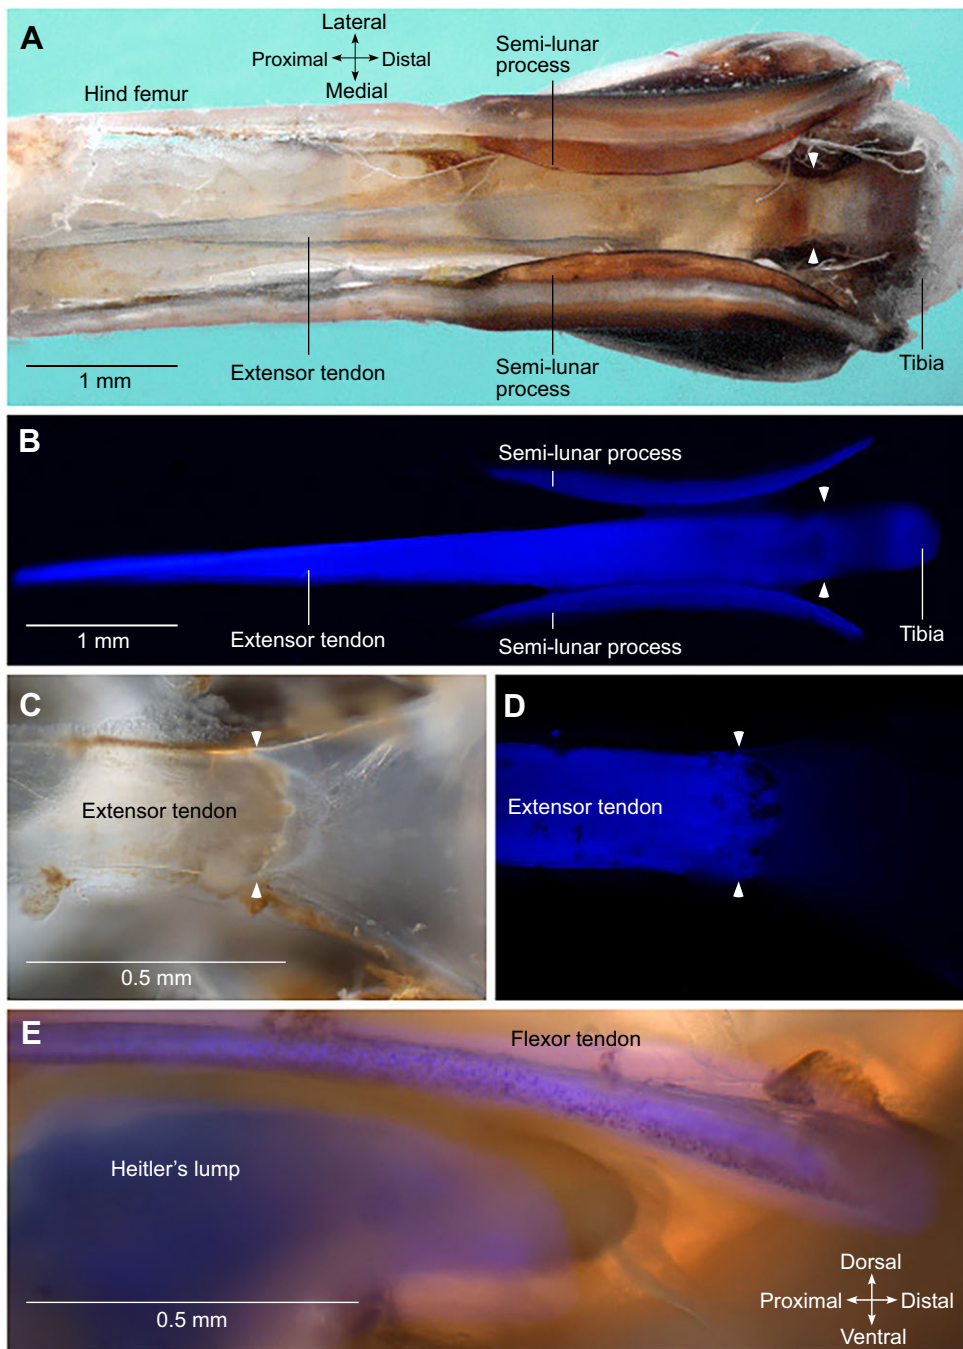 A
Lateral
Proximal
Distal
Medial
Semi-lunar
process
Hind femur
1 mm
Extensor tendon
Semi-lunar
process
Tibia
B
Semi-lunar process
1 mm
Extensor tendon
Semi-lunar process
Tibia
C
Extensor tendon
0.5 mm
D
Extensor tendon
E
Flexor tendon
Heitler's lump
0.5 mm
Dorsal
Proximal
Distal
Ventral